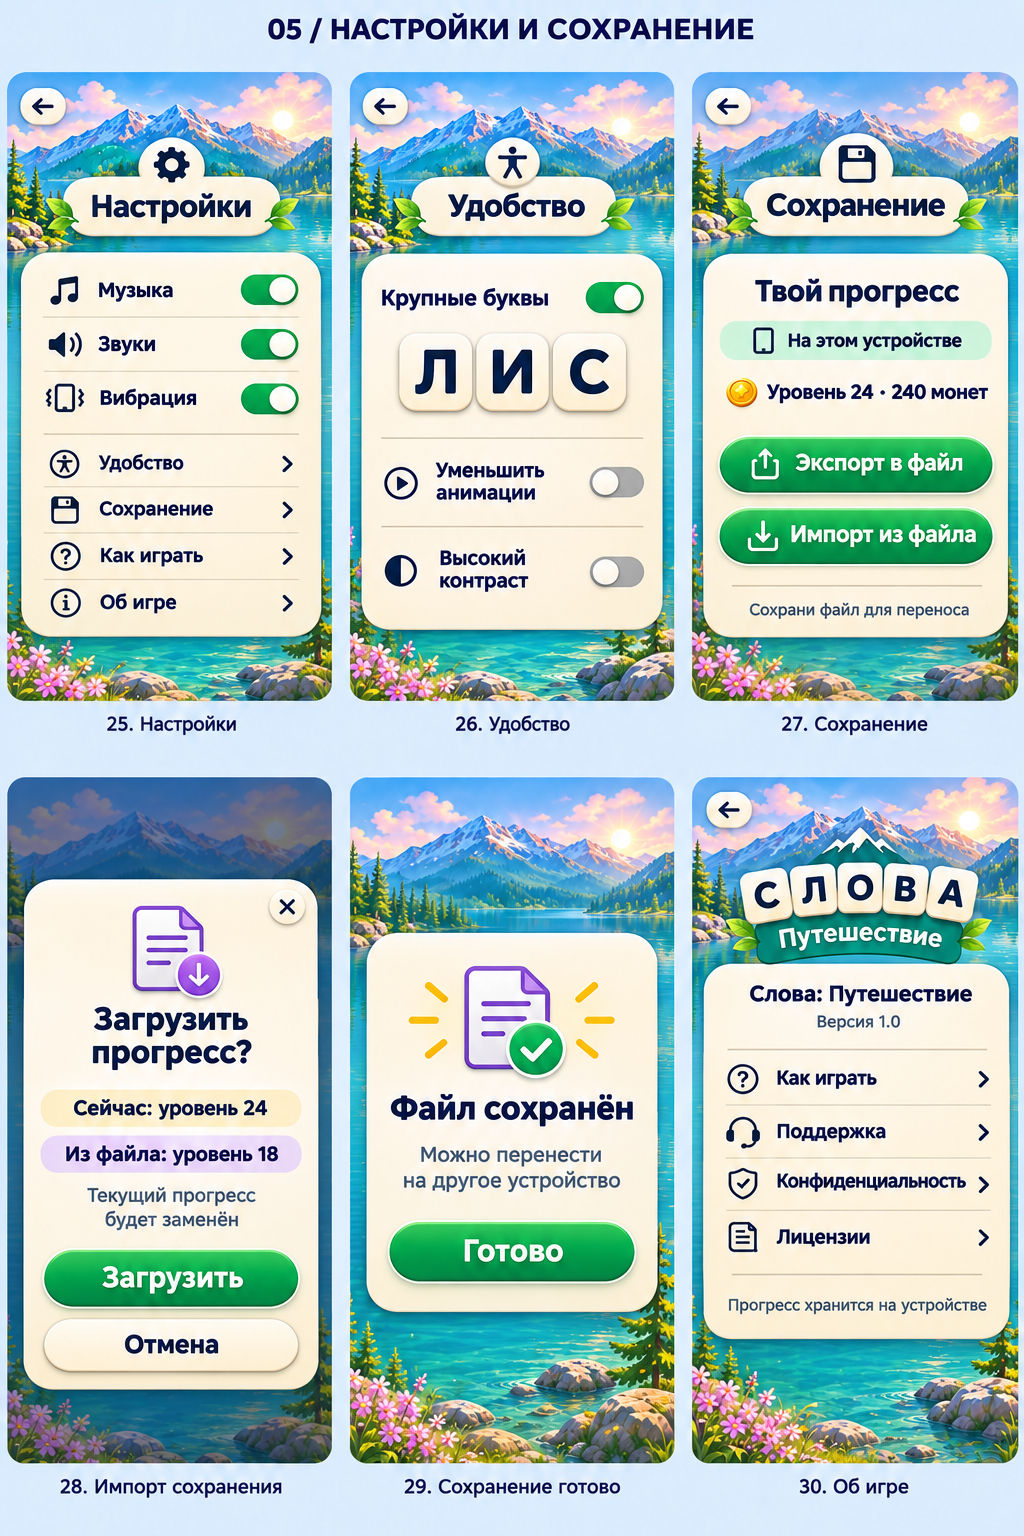 05 / НАСТРОЙКИ И СОХРАНЕНИЕ
Настройки
Музыка
Звуки
Вибрация
Удобство
Сохранение
Как играть
Об игре
25. Настройки
Удобство
Крупные буквы
ЛИС
Уменьшить
анимации
Высокий
контраст
26. Удобство
Сохранение
Твой прогресс
На этом устройстве
Уровень 24 · 240 монет
Экспорт в файл
Импорт из файла
Сохрани файл для переноса
27. Сохранение
Загрузить
прогресс?
Сейчас: уровень 24
Из файла: уровень 18
Текущий прогресс
будет заменён
Загрузить
Отмена
28. Импорт сохранения
Файл сохранён
Можно перенести
на другое устройство
Готово
29. Сохранение готово
СЛОВА
Путешествие
Слова: Путешествие
Версия 1.0
Как играть
Поддержка
Конфиденциальность
Лицензии
Прогресс хранится на устройстве
30. Об игре